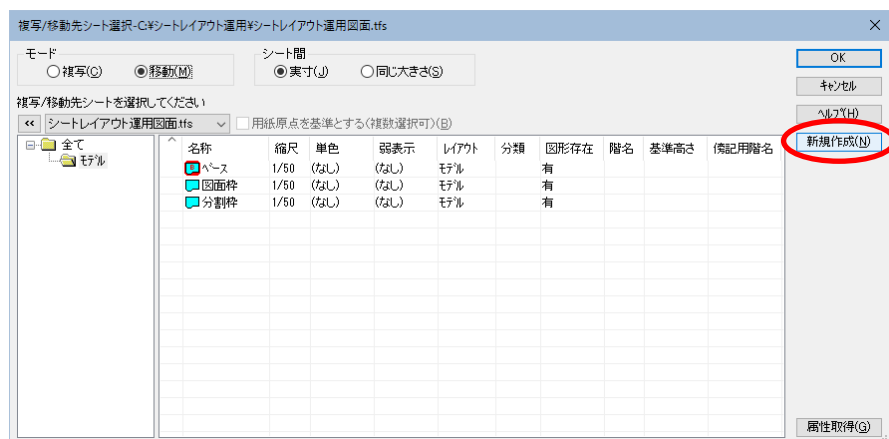 複写/移動先シート選択-C:¥シートレイアウト運用¥シートレイアウト運用図面.tfs
モード
複写(C) 移動(M)
シート間
実寸(J) 同じ大きさ(S)
OK
キャンセル
ヘルプ(H)
新規作成(N)
複写/移動先シートを選択してください
<< シートレイアウト運用図面.tfs 用紙原点を基準とする(複数選択可)(B)
全て
モデル
名称 縮尺 単色 弱表示 レイアウト 分類 図形存在 階名 基準高さ 傍記用階名
ベース 1/50 (なし) (なし) モデル 有
図面枠 1/50 (なし) (なし) モデル 有
分割枠 1/50 (なし) (なし) モデル 有
属性取得(G)